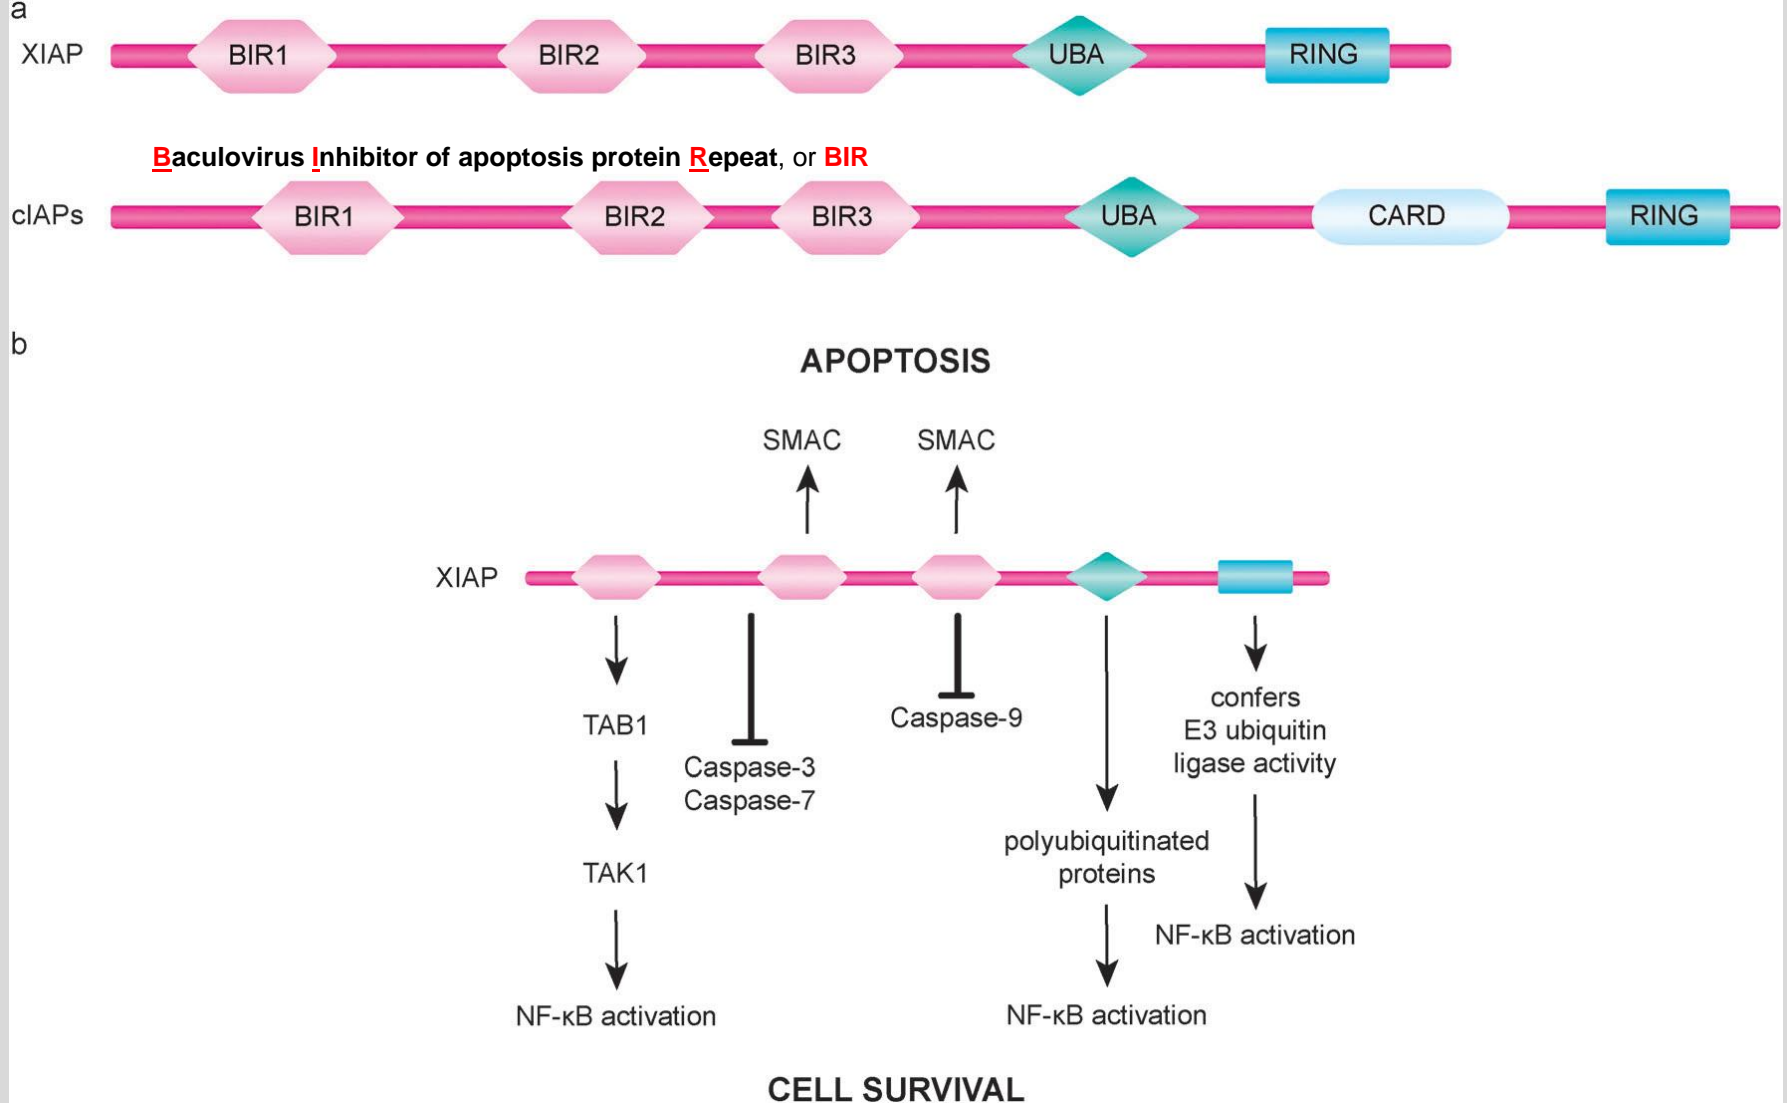 a
XIAP BIR1 BIR2 BIR3 UBA RING
Baculovirus Inhibitor of apoptosis protein Repeat, or BIR
cIAPs BIR1 BIR2 BIR3 UBA CARD RING
b
APOPTOSIS
SMAC SMAC
XIAP
TAB1
TAK1
NF-κB activation
Caspase-3
Caspase-7
Caspase-9
polyubiquitinated
proteins
NF-κB activation
confers
E3 ubiquitin
ligase activity
NF-κB activation
CELL SURVIVAL